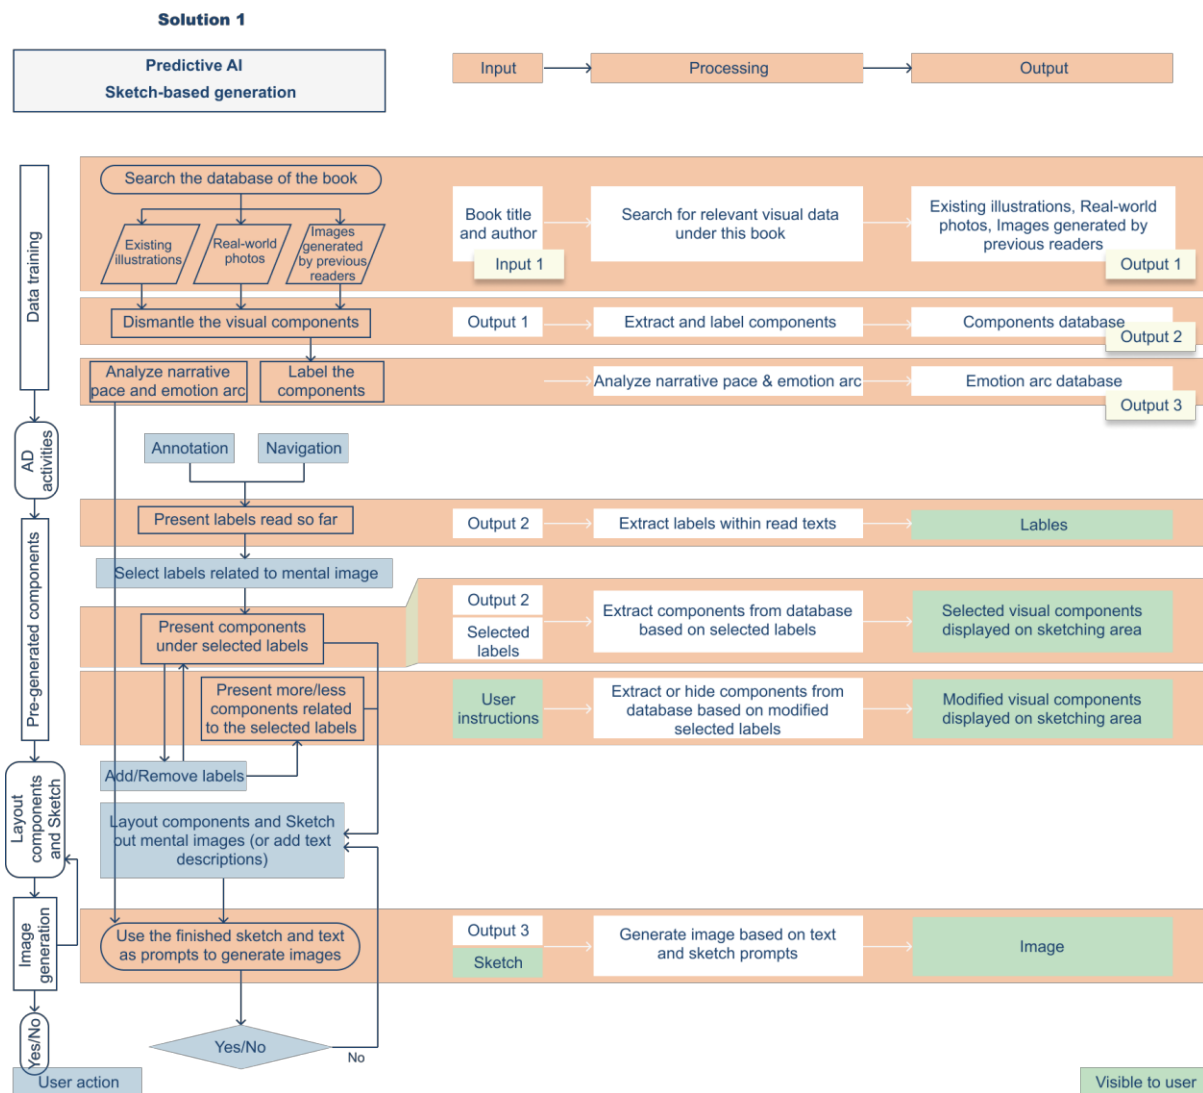 Solution 1
Predictive AI
Sketch-based generation
Input
Processing
Output
Data training
Search the database of the book
Existing
illustrations
Real-world
photos
Images
generated
by previous
readers
Book title
and author
Input 1
Search for relevant visual data
under this book
Existing illustrations, Real-world
photos, Images generated by
previous readers
Output 1
Dismantle the visual components
Output 1
Extract and label components
Components database
Output 2
Analyze narrative
pace and emotion arc
Label the
components
Analyze narrative pace & emotion arc
Emotion arc database
Output 3
AD
activities
Annotation
Navigation
Pre-generated components
Present labels read so far
Output 2
Extract labels within read texts
Lables
Select labels related to mental image
Present components
under selected labels
Output 2
Selected
labels
Extract components from database
based on selected labels
Selected visual components
displayed on sketching area
Present more/less
components related
to the selected labels
User
instructions
Extract or hide components from
database based on modified
selected labels
Modified visual components
displayed on sketching area
Add/Remove labels
Layout
components
and Sketch
Layout components and Sketch
out mental images (or add text
descriptions)
Image
generation
Use the finished sketch and text
as prompts to generate images
Output 3
Sketch
Generate image based on text
and sketch prompts
Image
Yes/No
Yes/No
No
User action
Visible to user